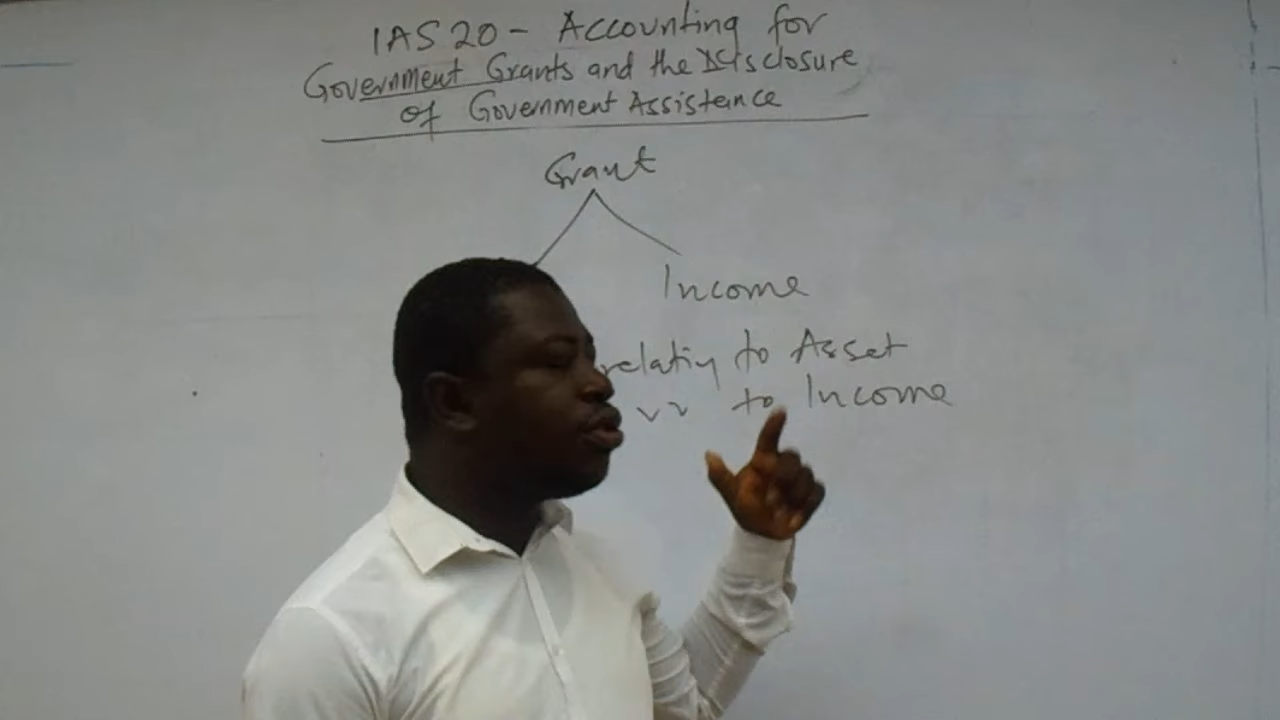 IAS 20 - Accounting for
Government Grants and the Disclosure
of Government Assistance
Grant
Income
relating to Asset
to Income